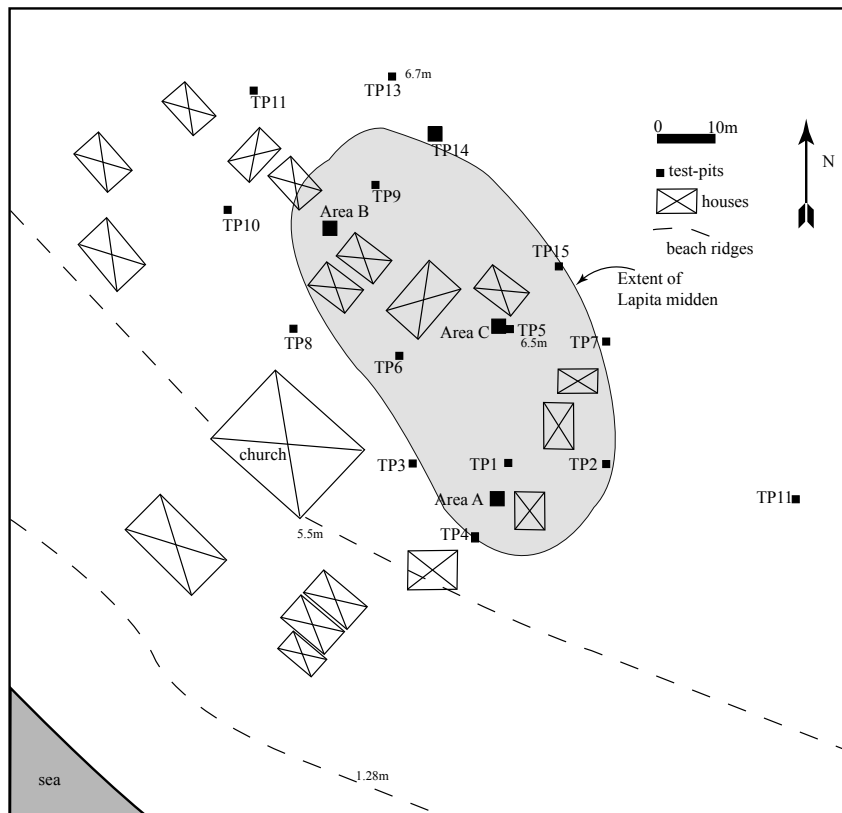 6.7m
TP13
TP11
0 10m
TP14
N
test-pits
TP9
houses
Area B
TP10
beach ridges
TP15
Extent of
Lapita midden
TP8
Area C
TP5
6.5m
TP7
TP6
church
TP3
TP1
TP2
Area A
TP11
5.5m
TP4
1.28m
sea